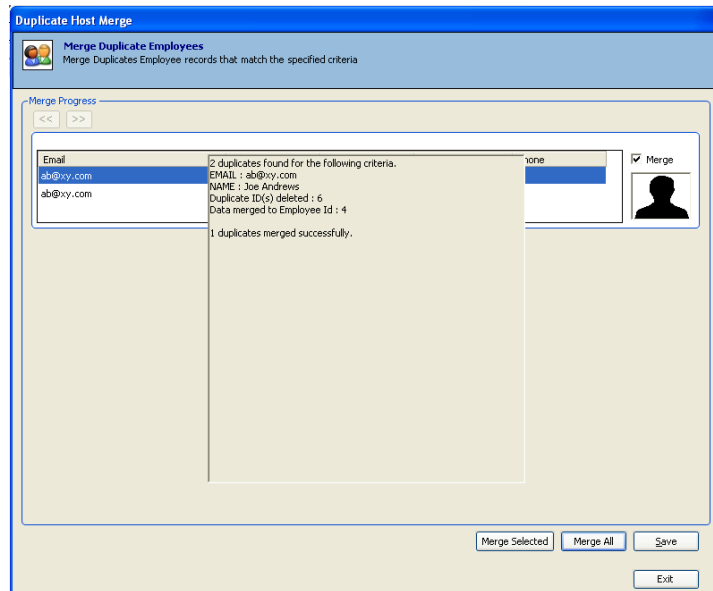 Duplicate Host Merge
Merge Duplicate Employees
Merge Duplicates Employee records that match the specified criteria
Merge Progress
<< >>
Email hone Merge
ab@xy.com
ab@xy.com
2 duplicates found for the following criteria.
EMAIL : ab@xy.com
NAME : Joe Andrews
Duplicate ID(s) deleted : 6
Data merged to Employee Id : 4
1 duplicates merged successfully.
Merge Selected Merge All Save
Exit